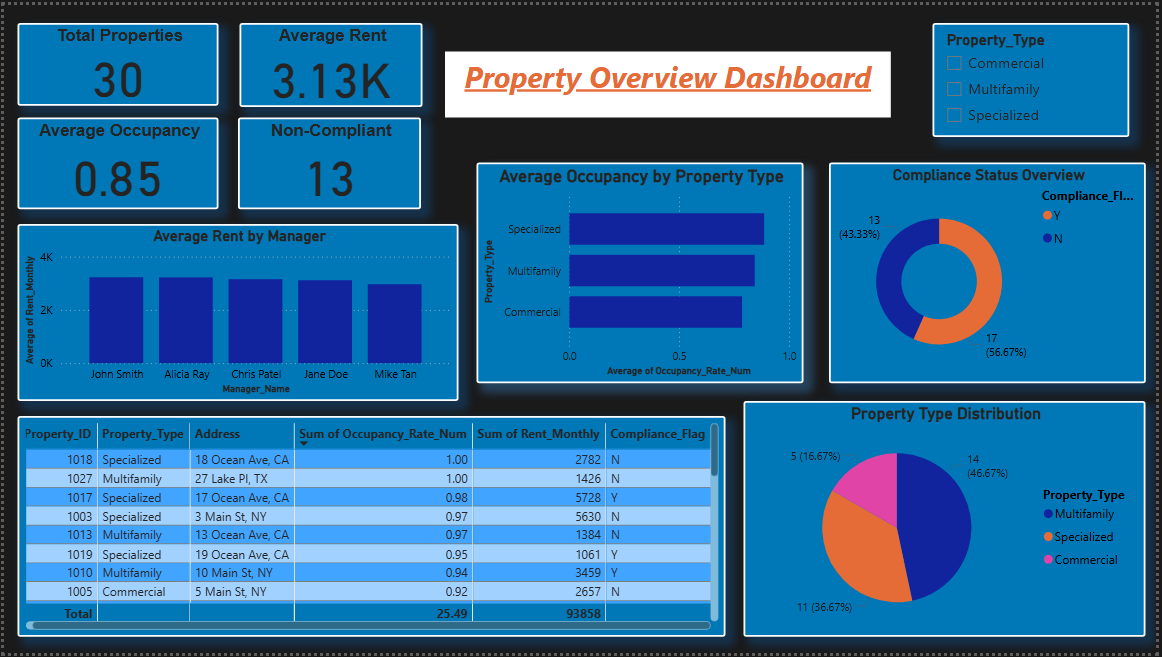 Total Properties
30
Average Rent
3.13K
Property Overview Dashboard
Property_Type
Commercial
Multifamily
Specialized
Average Occupancy
0.85
Non-Compliant
13
Average Rent by Manager
Average of Rent_Monthly
4K
2K
0K
John Smith Alicia Ray Chris Patel Jane Doe Mike Tan
Manager_Name
Average Occupancy by Property Type
Property_Type
Specialized
Multifamily
Commercial
0.0 0.5 1.0
Average of Occupancy_Rate_Num
Compliance Status Overview
Compliance_Fl...
Y
N
13
(43.33%)
17
(56.67%)
Property_ID Property_Type Address Sum of Occupancy_Rate_Num Sum of Rent_Monthly Compliance_Flag
1018 Specialized 18 Ocean Ave, CA 1.00 2782 N
1027 Multifamily 27 Lake Pl, TX 1.00 1426 N
1017 Specialized 17 Ocean Ave, CA 0.98 5728 Y
1003 Specialized 3 Main St, NY 0.97 5630 N
1013 Multifamily 13 Ocean Ave, CA 0.97 1384 N
1019 Specialized 19 Ocean Ave, CA 0.95 1061 Y
1010 Multifamily 10 Main St, NY 0.94 3459 Y
1005 Commercial 5 Main St, NY 0.92 2657 N
Total 25.49 93858
Property Type Distribution
5 (16.67%)
14
(46.67%)
11 (36.67%)
Property_Type
Multifamily
Specialized
Commercial